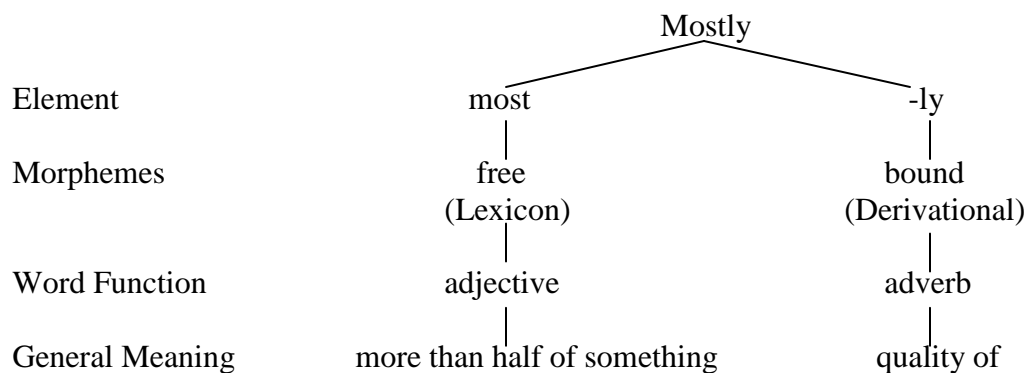 Mostly
Element most -ly
Morphemes free bound
(Lexicon) (Derivational)
Word Function adjective adverb
General Meaning more than half of something quality of